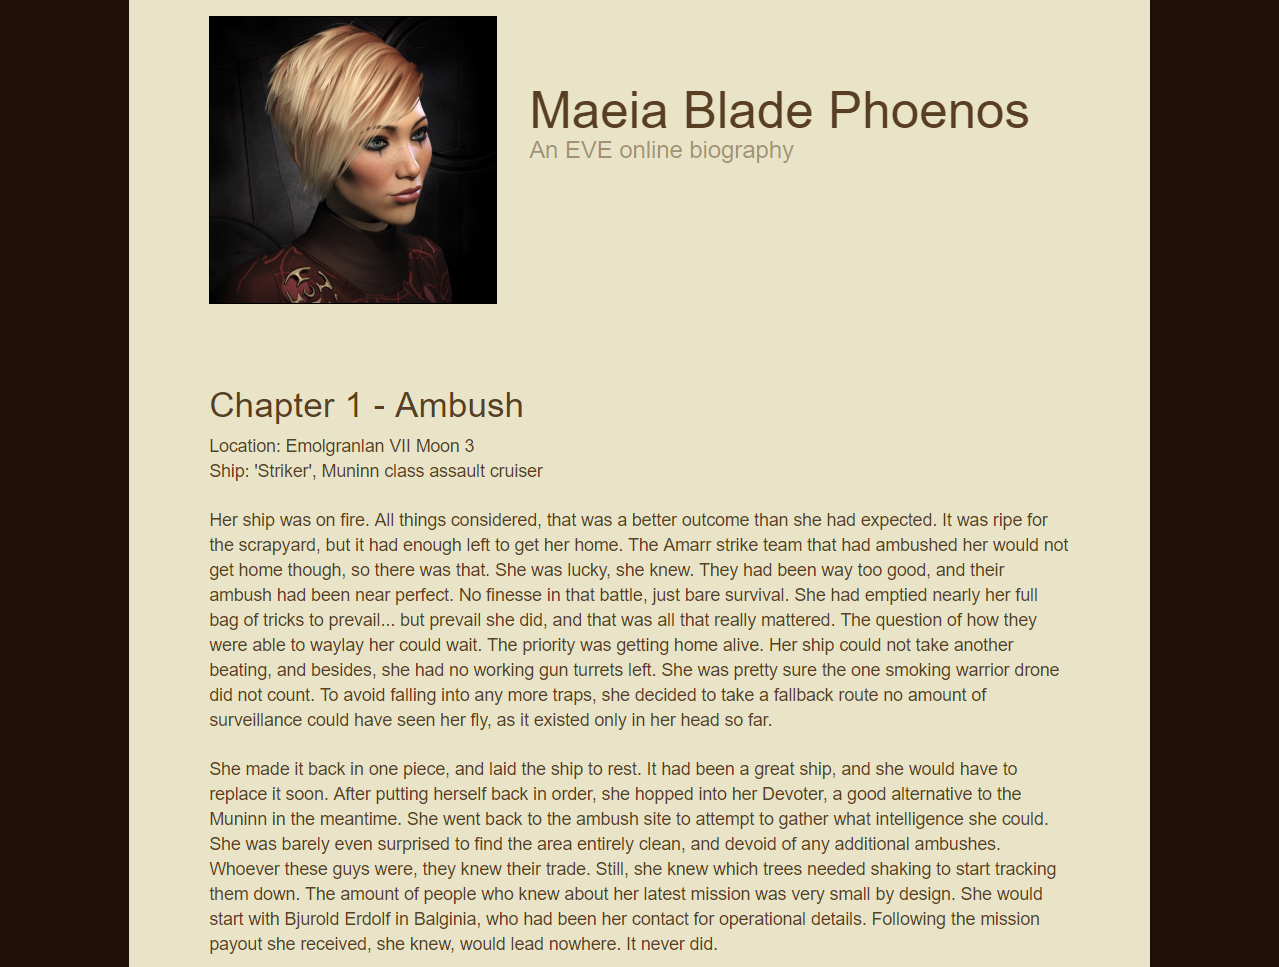 Maeia Blade Phoenos
An EVE online biography
Chapter 1 - Ambush
Location: Emolgranlan VII Moon 3
Ship: 'Striker', Muninn class assault cruiser
Her ship was on fire. All things considered, that was a better outcome than she had expected. It was ripe for
the scrapyard, but it had enough left to get her home. The Amarr strike team that had ambushed her would not
get home though, so there was that. She was lucky, she knew. They had been way too good, and their
ambush had been near perfect. No finesse in that battle, just bare survival. She had emptied nearly her full
bag of tricks to prevail... but prevail she did, and that was all that really mattered. The question of how they
were able to waylay her could wait. The priority was getting home alive. Her ship could not take another
beating, and besides, she had no working gun turrets left. She was pretty sure the one smoking warrior drone
did not count. To avoid falling into any more traps, she decided to take a fallback route no amount of
surveillance could have seen her fly, as it existed only in her head so far.
She made it back in one piece, and laid the ship to rest. It had been a great ship, and she would have to
replace it soon. After putting herself back in order, she hopped into her Devoter, a good alternative to the
Muninn in the meantime. She went back to the ambush site to attempt to gather what intelligence she could.
She was barely even surprised to find the area entirely clean, and devoid of any additional ambushes.
Whoever these guys were, they knew their trade. Still, she knew which trees needed shaking to start tracking
them down. The amount of people who knew about her latest mission was very small by design. She would
start with Bjurold Erdolf in Balginia, who had been her contact for operational details. Following the mission
payout she received, she knew, would lead nowhere. It never did.